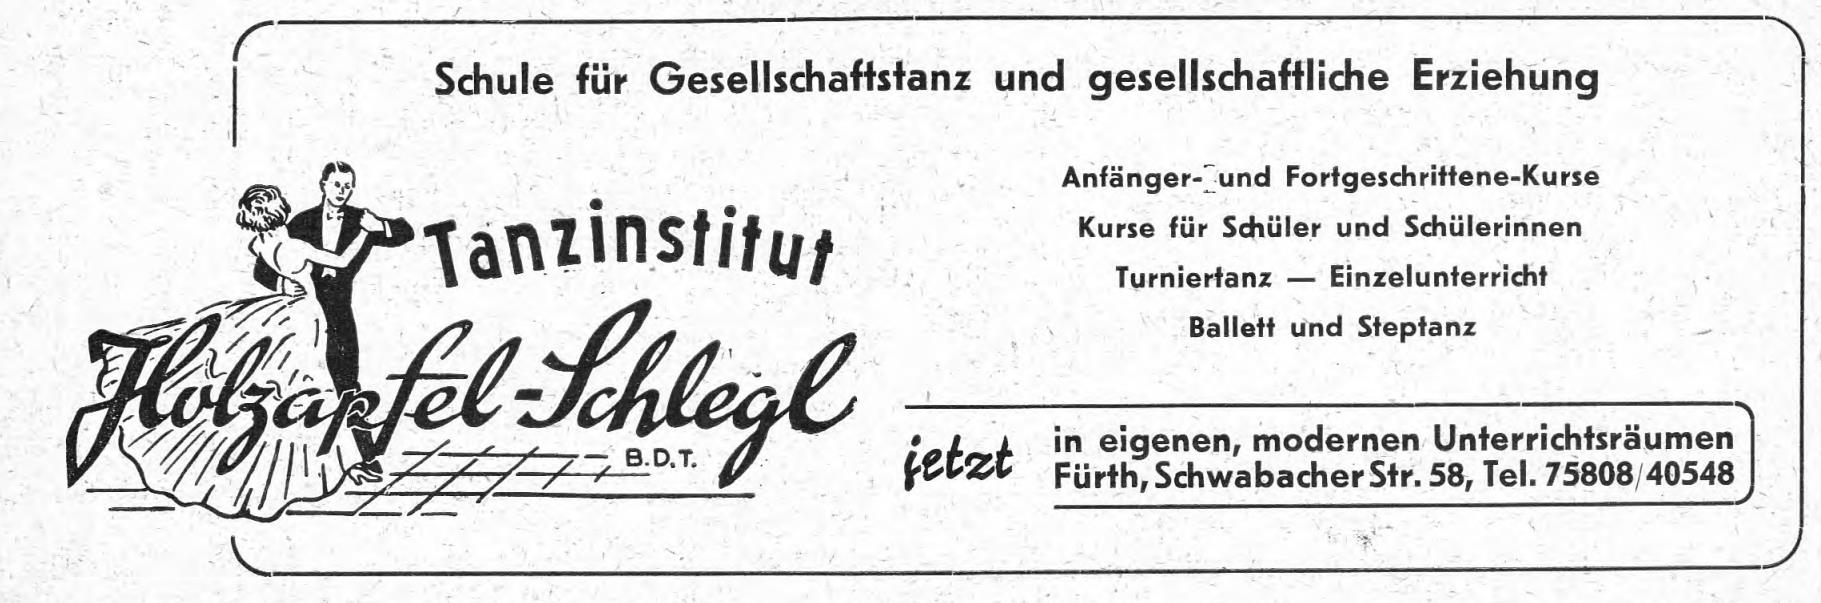 Schule für Gesellschaftstanz und gesellschaftliche Erziehung
Tanzinstitut
Holzapfel-Schlegl
B.D.T.
Anfänger- und Fortgeschrittene-Kurse
Kurse für Schüler und Schülerinnen
Turniertanz — Einzelunterricht
Ballett und Steptanz
jetzt
in eigenen, modernen Unterrichtsräumen
Fürth, Schwabacher Str. 58, Tel. 75808/40548